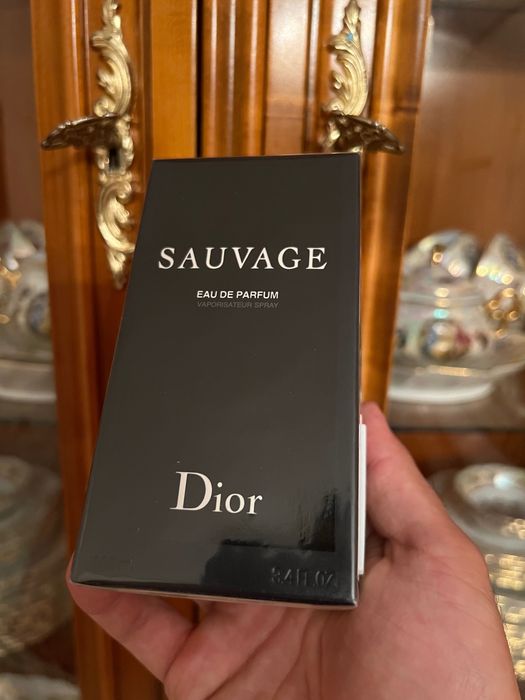 SAUVAGE
EAU DE PARFUM
VAPORISATEUR SPRAY
Dior
3.4 FL.OZ